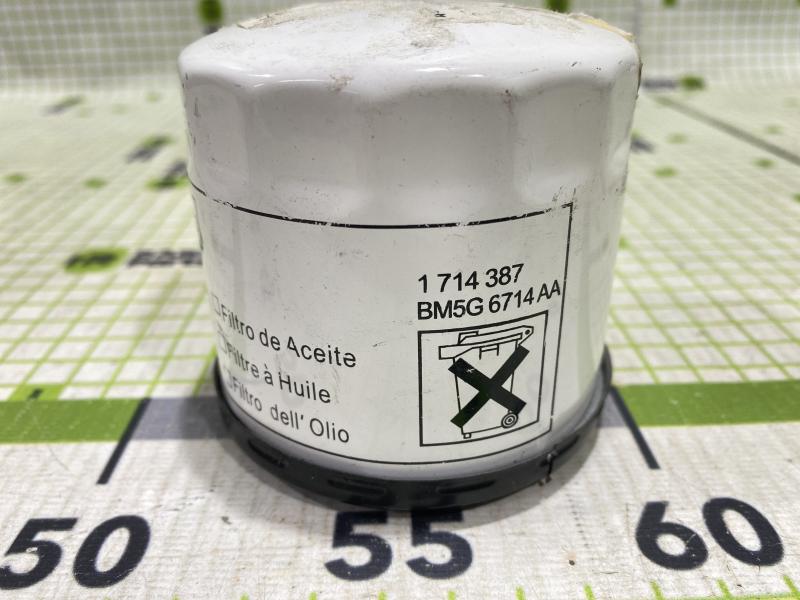 1 714 387
BM5G 6714 AA
Filtro de Aceite
Filtre à Huile
Filtro dell' Olio
50
55
60